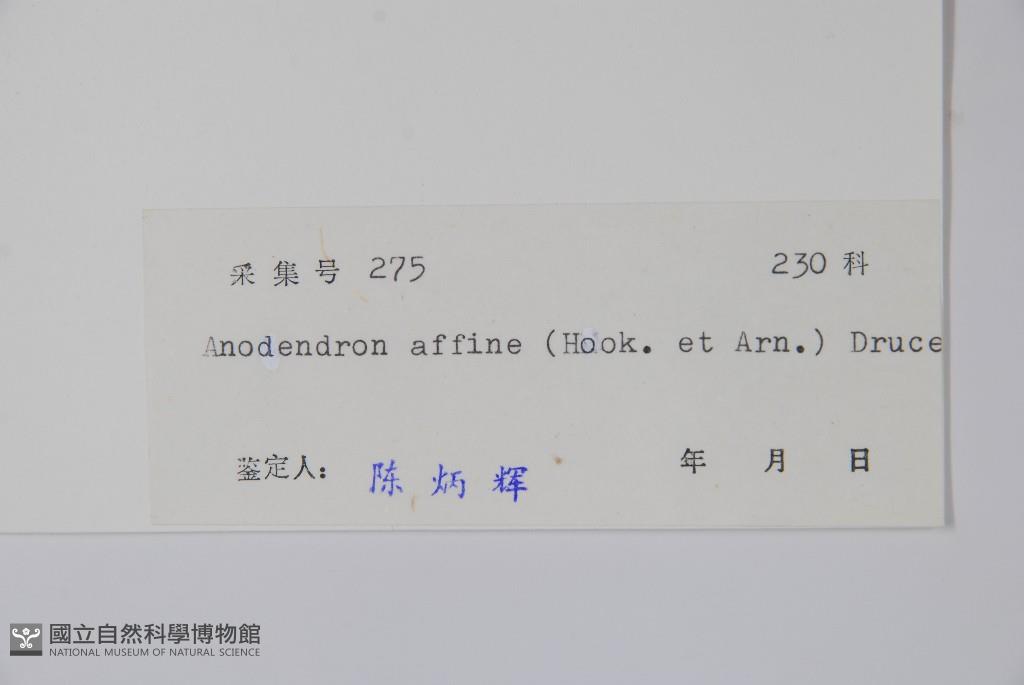 采集号 275 230 科
Anodendron affine (Hook. et Arn.) Druce
鉴定人: 陈炳辉 年 月 日
國立自然科學博物館
NATIONAL MUSEUM OF NATURAL SCIENCE